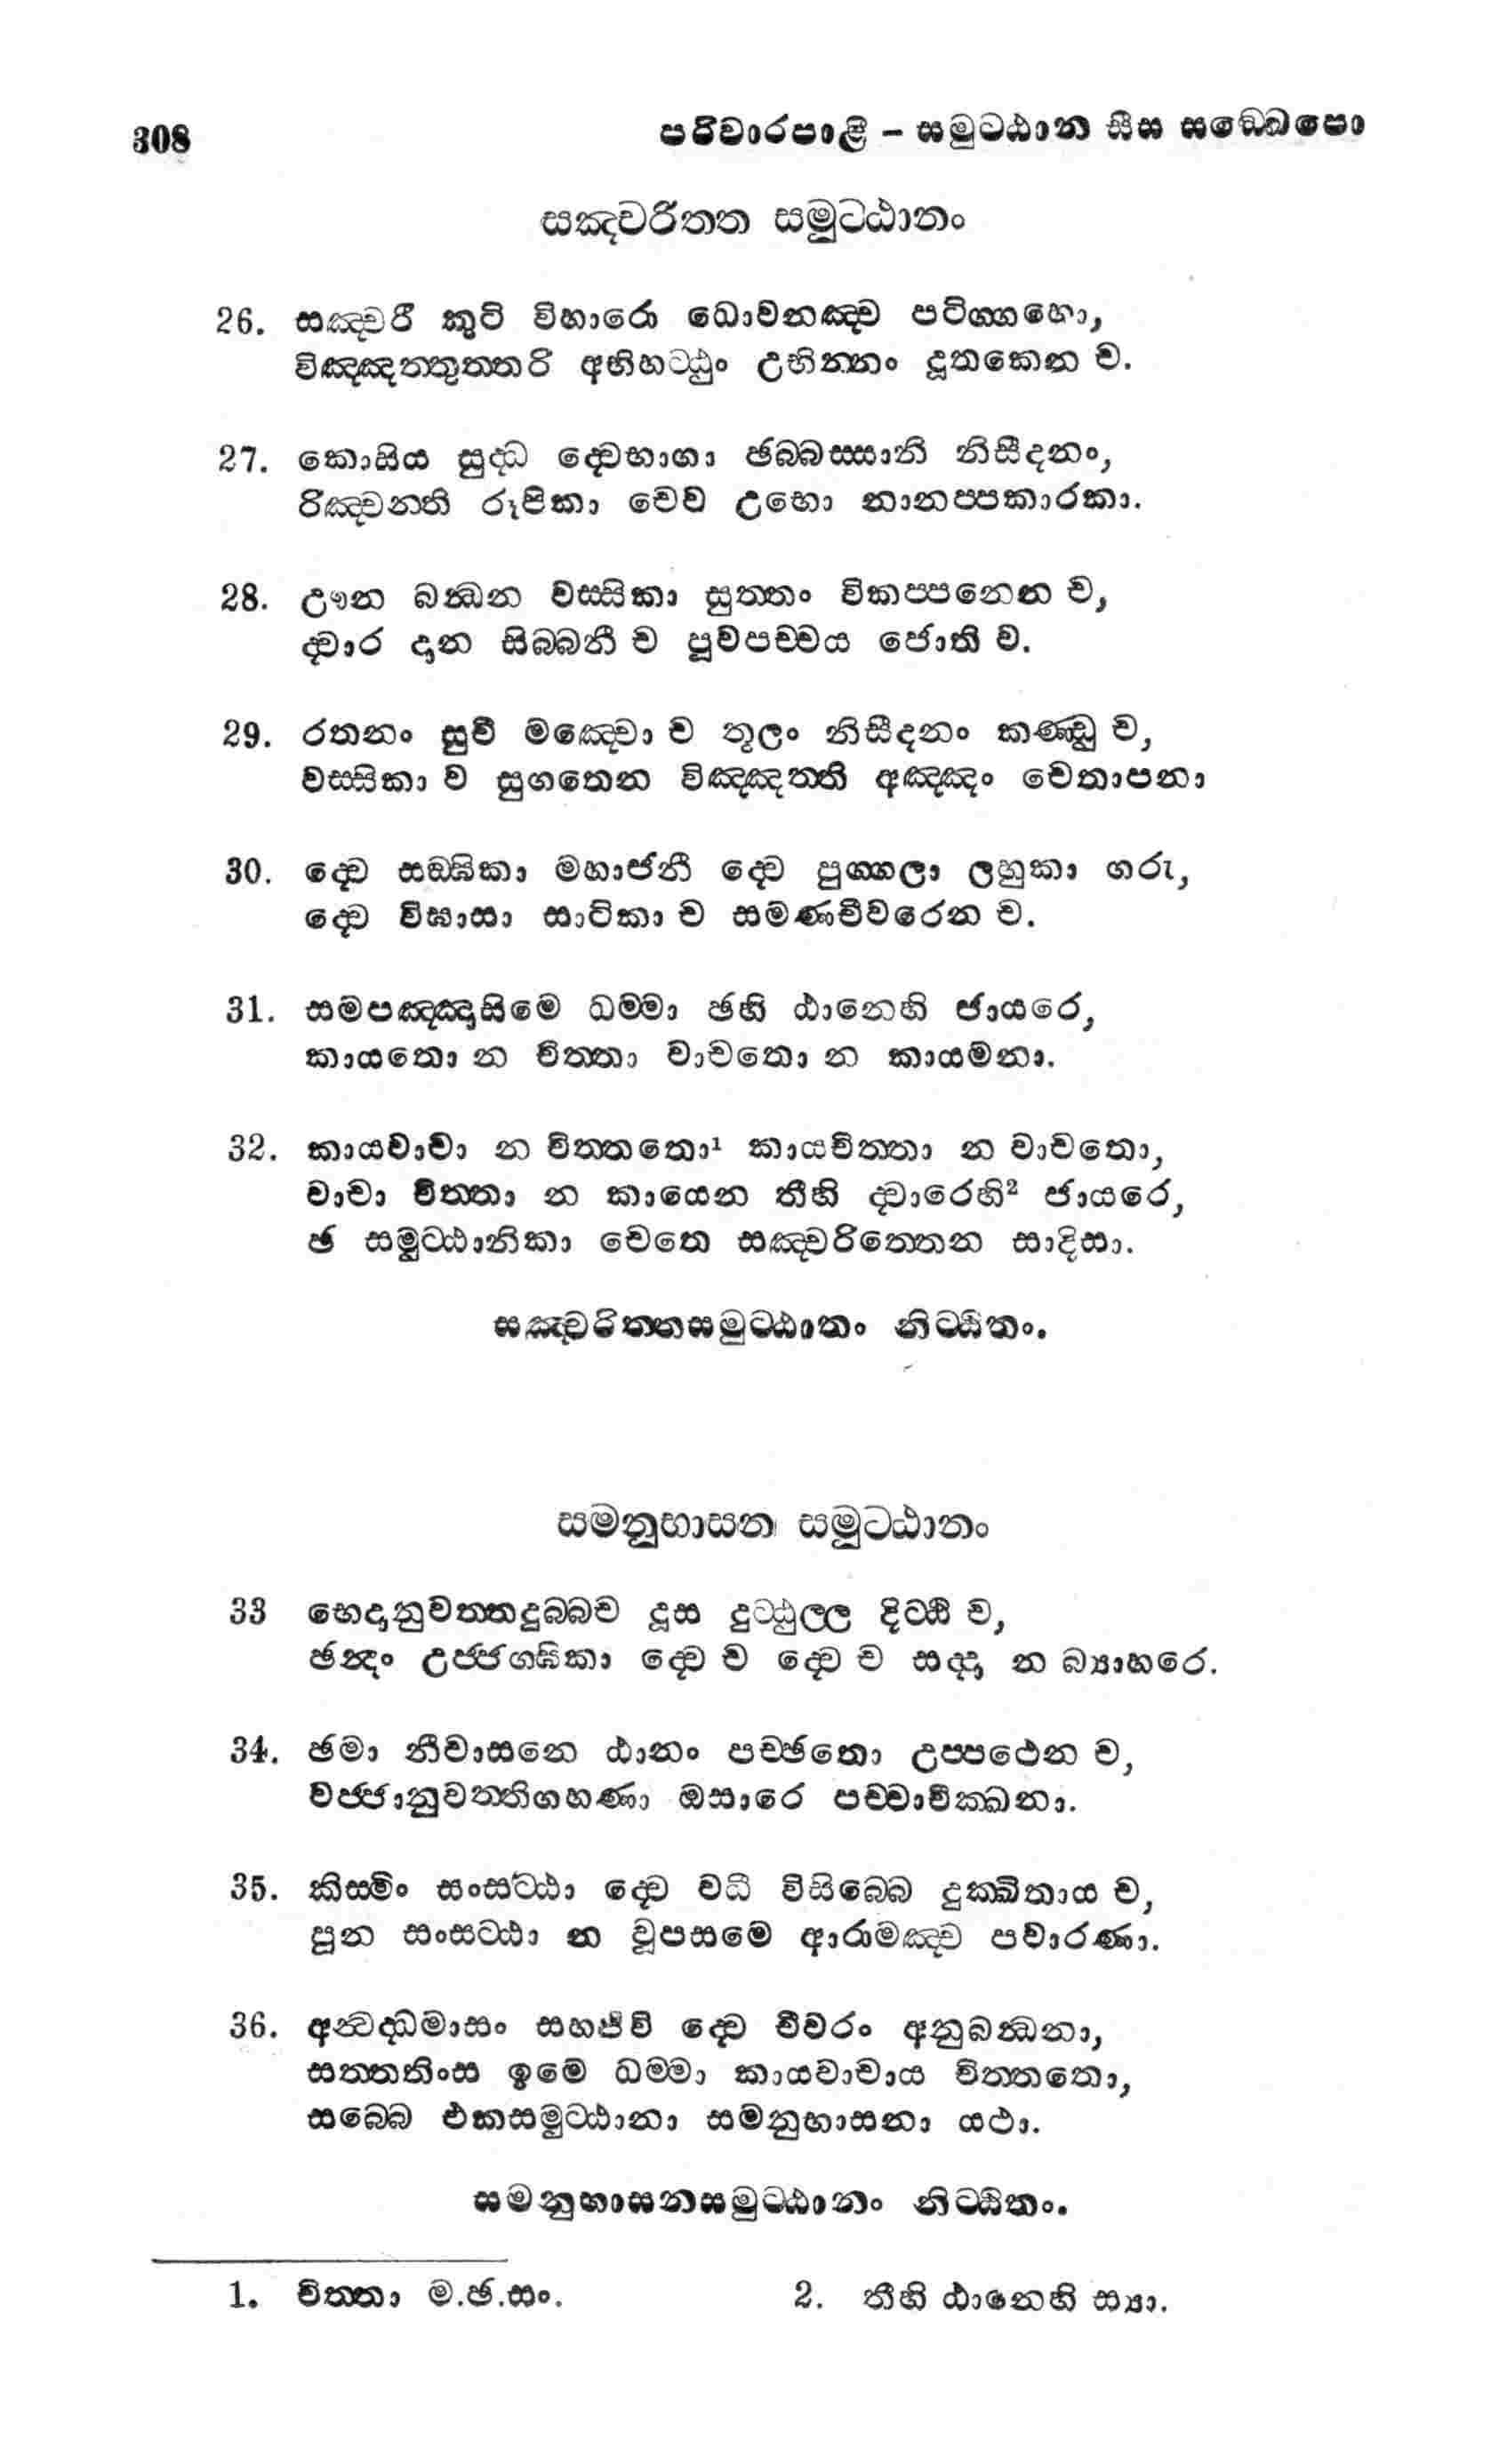 308
පරිවාරපාළි – සමුට්ඨාන සීස සඞ්ඛෙපො
සඤ්චරිත්ත සමුට්ඨානං
26. සඤ්චරී කුටි විහාරො ධොවනඤ්ච පටිග්ගහො,
විඤ්ඤත්තුත්තරි අභිහට්ඨුං උභින්නං දූතකෙන ච.
27. කොසිය සුද්ධ ද්වෙභාගා ඡබ්බස්සානි නිසීදනං,
රිඤ්චන්ති රූපිකා චෙව උභො නානප්පකාරකා.
28. ඌන බන්ධන වස්සිකා සුත්තං විකප්පනෙන ච,
ද්වාර දාන සිබ්බනී ච පූවපච්චය ජොති ච.
29. රතනං සූචි මඤ්චො ච තූලං නිසීදනං කණ්ඩු ච,
වස්සිකා ච සුගතෙන විඤ්ඤත්ති අඤ්ඤං චෙතාපනා
30. ද්වෙ සඞ්ඝිකා මහාජනී ද්වෙ පුග්ගලා ලහුකා ගරු,
ද්වෙ විඝාසා සාටිකා ච සමණචීවරෙන ච.
31. සමපඤ්ඤාසිමෙ ධම්මා ඡහි ඨානෙහි ජායරෙ,
කායතො න චිත්තා වාචතො න කායමනා.
32. කායවාචා න චිත්තතො¹ කායචිත්තා න වාචතො,
වාචා චිත්තා න කායෙන තීහි ද්වාරෙහි² ජායරෙ,
ඡ සමුට්ඨානිකා චෙතෙ සඤ්චරිත්තෙන සාදිසා.
සඤ්චරිත්තසමුට්ඨානං නිට්ඨිතං.
සමනුභාසන සමුට්ඨානං
33 භෙදානුවත්තදුබ්බච දූස දුට්ඨුල්ල දිට්ඨි ච,
ඡන්දං උජ්ජග්ඝිකා ද්වෙ ච ද්වෙ ච සද්දා න බ්‍යාහරෙ.
34. ඡමා නීචාසනෙ ඨානං පච්ඡතො උප්පථෙන ච,
වජ්ජානුවත්තිගහණා ඔසාරෙ පච්චාචික්ඛනා.
35. කිස්මිං සංසට්ඨා ද්වෙ වධි විසිබ්බෙ දුක්ඛිතාය ච,
පුන සංසට්ඨා න වූපසමෙ ආරාමඤ්ච පවාරණා.
36. අන්වද්ධමාසං සහජීවි ද්වෙ චීවරං අනුබන්ධනා,
සත්තතිංස ඉමෙ ධම්මා කායවාචාය චිත්තතො,
සබ්බෙ එකසමුට්ඨානා සමනුභාසනා යථා.
සමනුභාසනසමුට්ඨානං නිට්ඨිතං.
1. චිත්තා ම.ඡ.සං. 2. තීහි ඨානෙහි ස්‍යා.